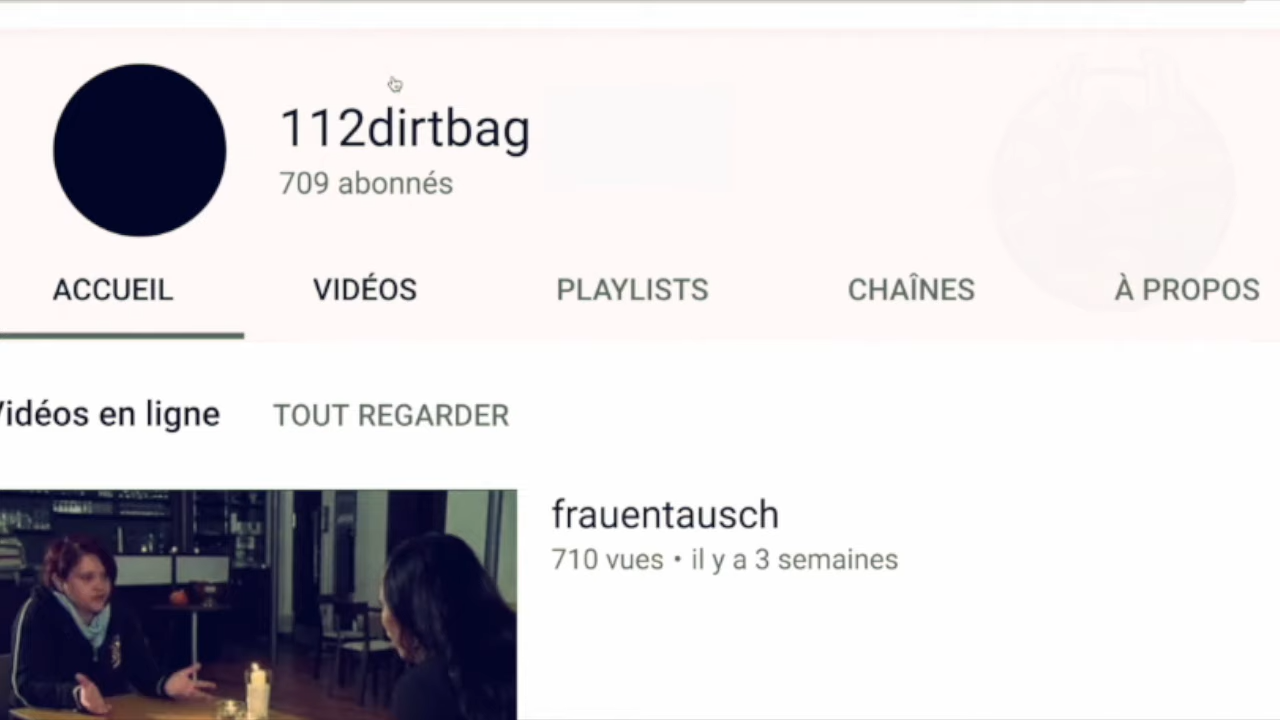 112dirtbag
709 abonnés
ACCUEIL VIDÉOS PLAYLISTS CHAÎNES À PROPOS
Vidéos en ligne TOUT REGARDER
frauentausch
710 vues • il y a 3 semaines